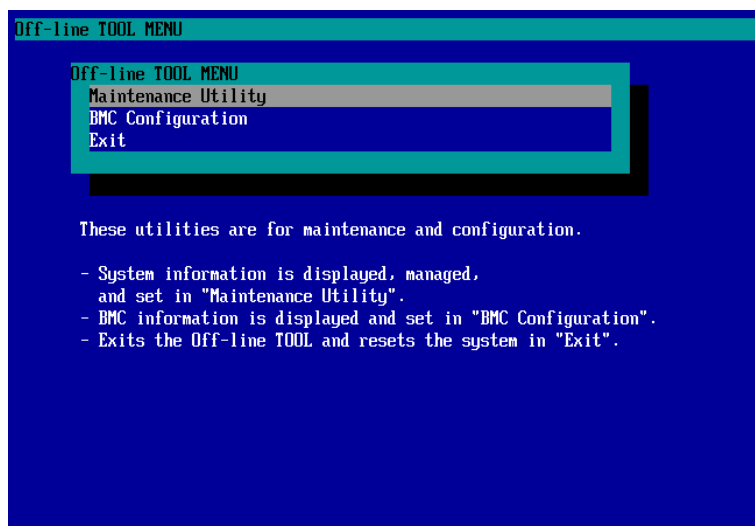 Off-line TOOL MENU
Off-line TOOL MENU
Maintenance Utility
BMC Configuration
Exit
These utilities are for maintenance and configuration.
- System information is displayed, managed,
and set in "Maintenance Utility".
- BMC information is displayed and set in "BMC Configuration".
- Exits the Off-line TOOL and resets the system in "Exit".